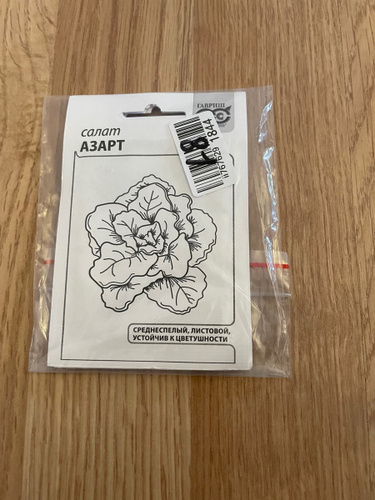 ГАВРИШ
салат
АЗАРТ
СРЕДНЕСПЕЛЫЙ, ЛИСТОВОЙ,
УСТОЙЧИВ К ЦВЕТУШНОСТИ